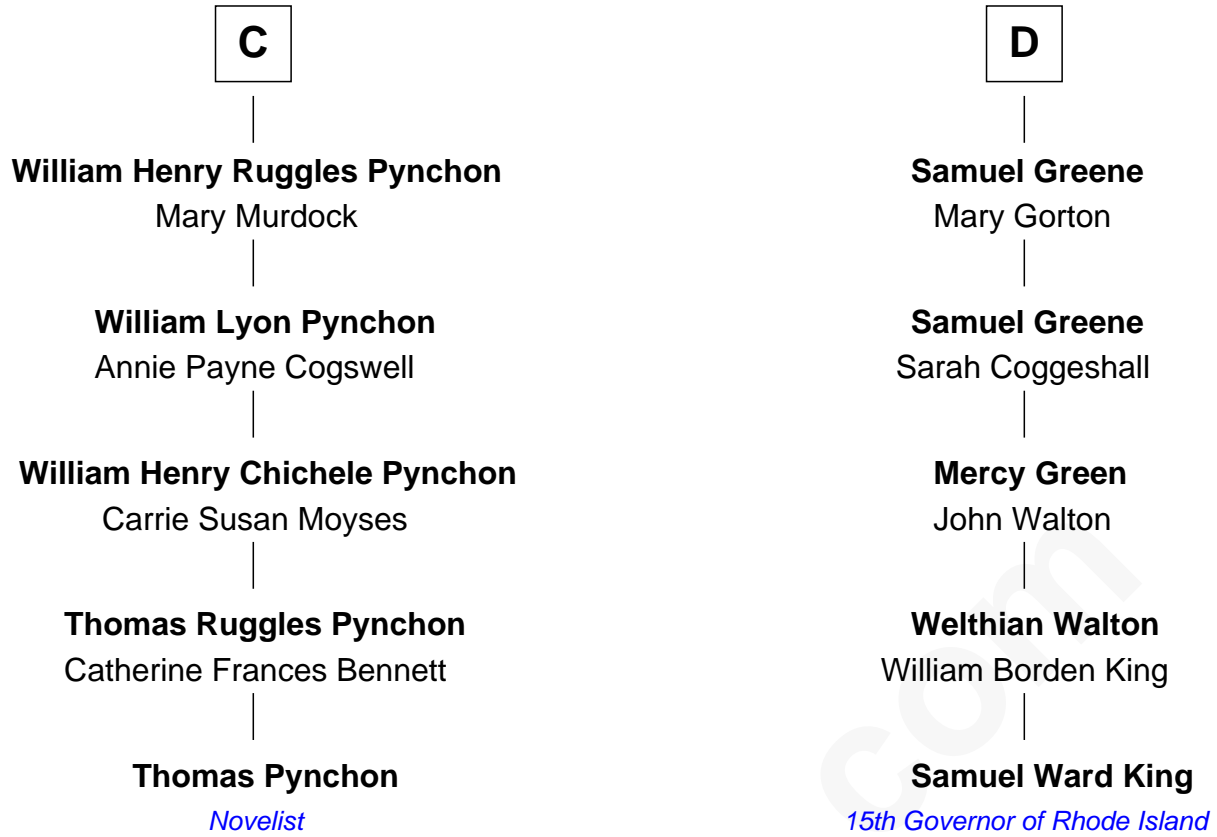 C
William Henry Ruggles Pynchon
Mary Murdock
William Lyon Pynchon
Annie Payne Cogswell
William Henry Chichele Pynchon
Carrie Susan Moyses
Thomas Ruggles Pynchon
Catherine Frances Bennett
Thomas Pynchon
Novelist
D
Samuel Greene
Mary Gorton
Samuel Greene
Sarah Coggeshall
Mercy Green
John Walton
Welthian Walton
William Borden King
Samuel Ward King
15th Governor of Rhode Island
com